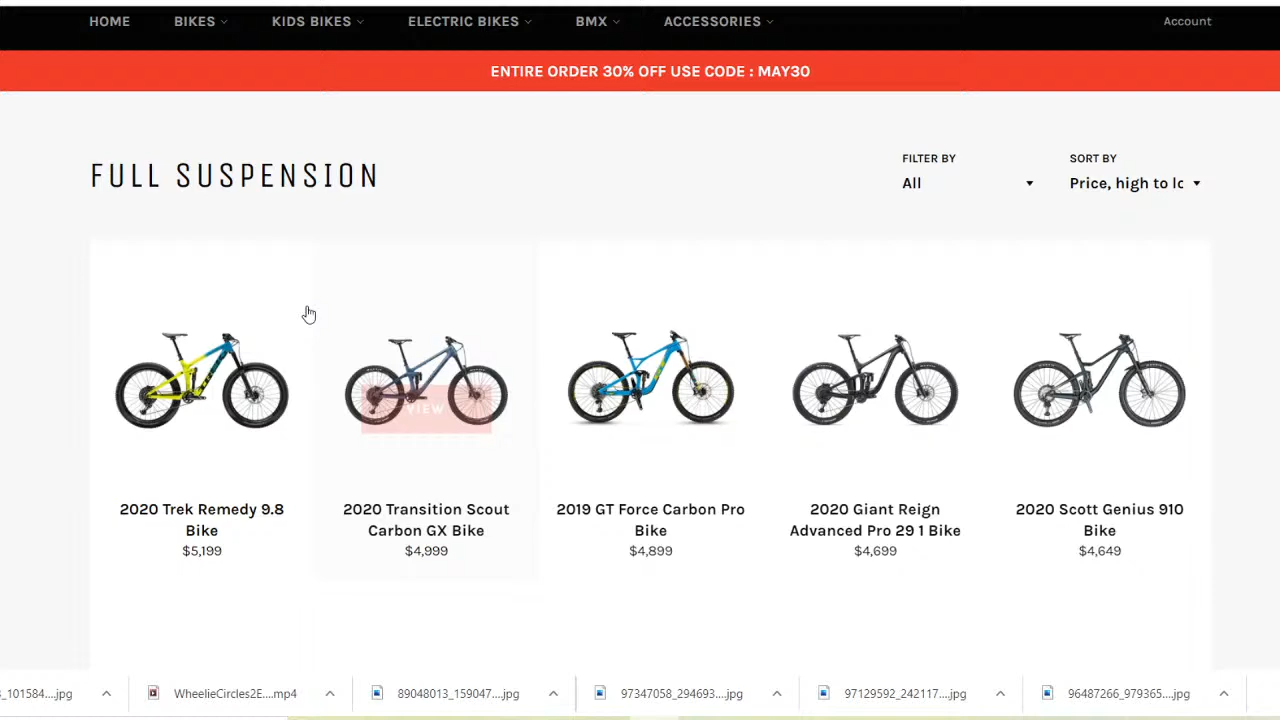 HOME BIKES KIDS BIKES ELECTRIC BIKES BMX ACCESSORIES Account
ENTIRE ORDER 30% OFF USE CODE : MAY30
FULL SUSPENSION
FILTER BY
All
SORT BY
Price, high to lo
VIEW
2020 Trek Remedy 9.8
Bike
$5,199
2020 Transition Scout
Carbon GX Bike
$4,999
2019 GT Force Carbon Pro
Bike
$4,899
2020 Giant Reign
Advanced Pro 29 1 Bike
$4,699
2020 Scott Genius 910
Bike
$4,649
_101584....jpg WheelieCircles2E....mp4 89048013_159047....jpg 97347058_294693....jpg 97129592_242117....jpg 96487266_979365....jpg